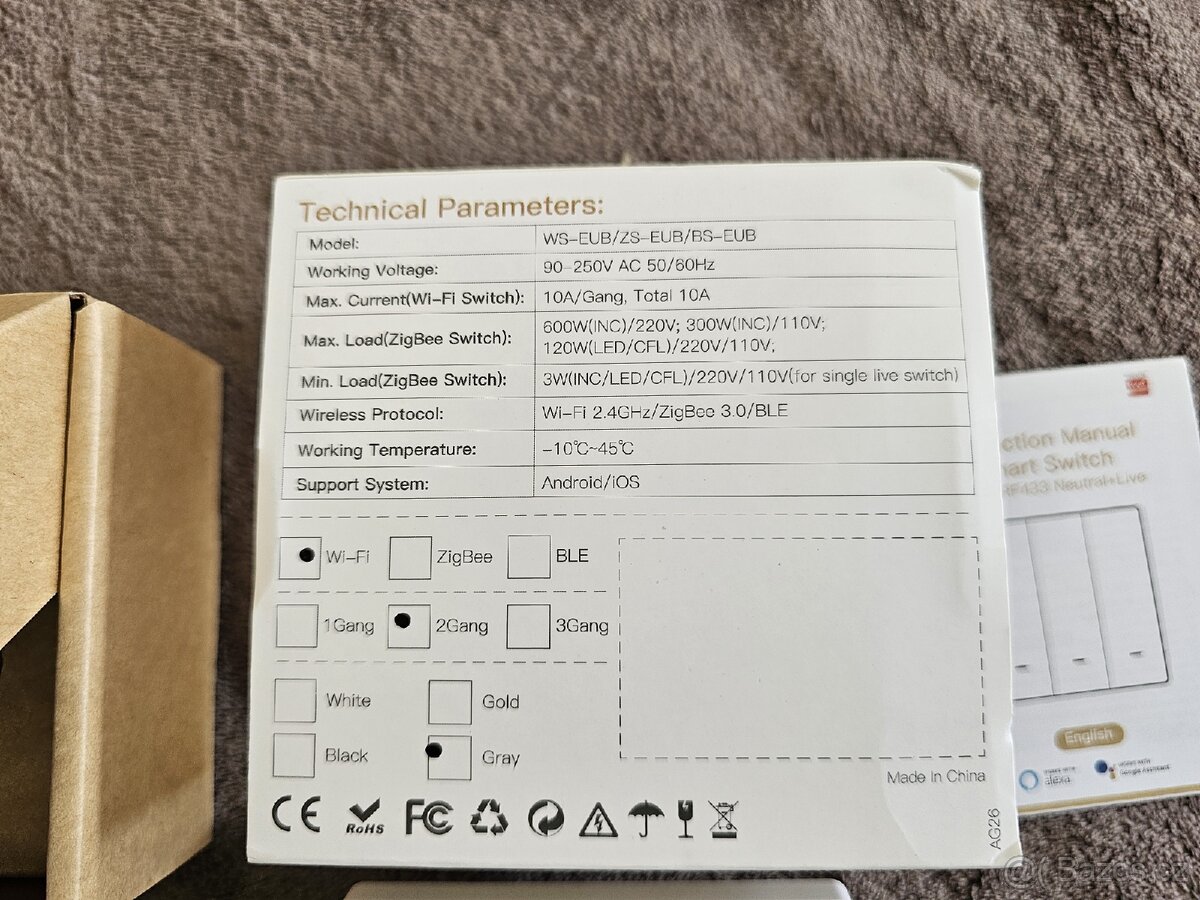 Technical Parameters:
Model: WS-EUB/ZS-EUB/BS-EUB
Working Voltage: 90-250V AC 50/60Hz
Max. Current(Wi-Fi Switch): 10A/Gang, Total 10A
Max. Load(ZigBee Switch): 600W(INC)/220V; 300W(INC)/110V;
120W(LED/CFL)/220V/110V;
Min. Load(ZigBee Switch): 3W(INC/LED/CFL)/220V/110V(for single live switch)
Wireless Protocol: Wi-Fi 2.4GHz/ZigBee 3.0/BLE
Working Temperature: -10℃~45℃
Support System: Android/iOS
Wi-Fi ZigBee BLE
1Gang 2Gang 3Gang
White Gold
Black Gray
Made In China
AG26
CE RoHS FC
ction Manual
art Switch
RF433 Neutral+Live
English
alexa
Google Assistant
@ Bazos.cz